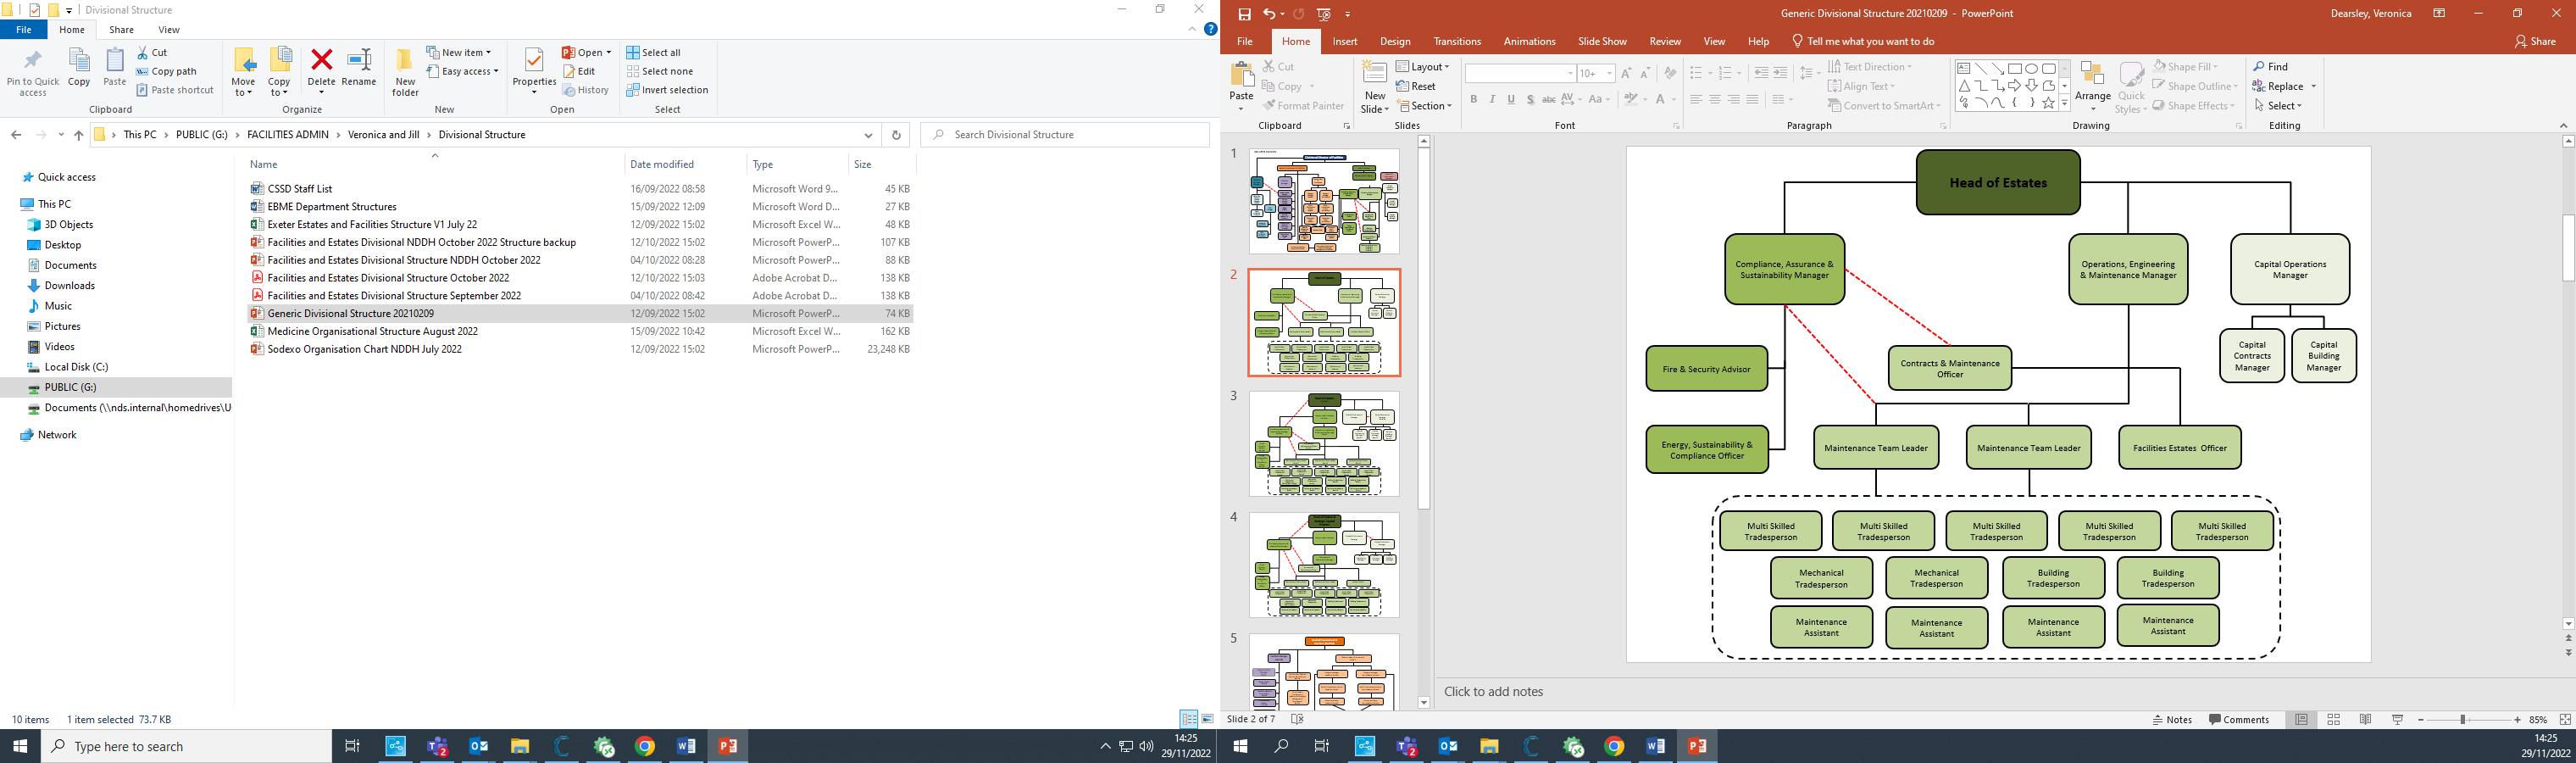 Divisional Structure
File Home Share View
Pin to Quick access
Copy
Paste
Cut
Copy path
Paste shortcut
Move to
Copy to
Delete
Rename
New folder
New item
Easy access
Properties
Open
Edit
History
Select all
Select none
Invert selection
Clipboard Organize New Open Select
This PC PUBLIC (G:) FACILITIES ADMIN Veronica and Jill Divisional Structure
Search Divisional Structure
Quick access
This PC
3D Objects
Desktop
Documents
Downloads
Music
Pictures
Videos
Local Disk (C:)
PUBLIC (G:)
Documents (\\nds.internal\homedrives\U
Network
Name Date modified Type Size
CSSD Staff List 16/09/2022 08:58 Microsoft Word 9... 45 KB
EBME Department Structures 15/09/2022 12:09 Microsoft Word D... 27 KB
Exeter Estates and Facilities Structure V1 July 22 12/09/2022 15:02 Microsoft Excel W... 48 KB
Facilities and Estates Divisional NDDH October 2022 Structure backup 12/10/2022 15:02 Microsoft PowerP... 107 KB
Facilities and Estates Divisional Structure NDDH October 2022 04/10/2022 08:28 Microsoft PowerP... 88 KB
Facilities and Estates Divisional Structure October 2022 12/10/2022 15:03 Adobe Acrobat D... 138 KB
Facilities and Estates Divisional Structure September 2022 04/10/2022 08:42 Adobe Acrobat D... 138 KB
Generic Divisional Structure 20210209 12/09/2022 15:02 Microsoft PowerP... 74 KB
Medicine Organisational Structure August 2022 15/09/2022 10:42 Microsoft Excel W... 162 KB
Sodexo Organisation Chart NDDH July 2022 12/09/2022 15:02 Microsoft PowerP... 23,248 KB
10 items 1 item selected 73.7 KB
Type here to search
2
14:25
29/11/2022
Generic Divisional Structure 20210209 - PowerPoint
Dearsley, Veronica
File Home Insert Design Transitions Animations Slide Show Review View Help Tell me what you want to do
Share
Paste
Cut
Copy
Format Painter
New Slide
Layout
Reset
Section
10+
Text Direction
Align Text
Convert to SmartArt
Arrange
Quick Styles
Shape Fill
Shape Outline
Shape Effects
Find
Replace
Select
Clipboard Slides Font Paragraph Drawing Editing
1
2
3
4
5
Head of Estates
Compliance, Assurance &
Sustainability Manager
Operations, Engineering
& Maintenance Manager
Capital Operations
Manager
Fire & Security Advisor
Contracts & Maintenance
Officer
Capital
Contracts
Manager
Capital
Building
Manager
Energy, Sustainability &
Compliance Officer
Maintenance Team Leader
Maintenance Team Leader
Facilities Estates Officer
Multi Skilled
Tradesperson
Multi Skilled
Tradesperson
Multi Skilled
Tradesperson
Multi Skilled
Tradesperson
Multi Skilled
Tradesperson
Mechanical
Tradesperson
Mechanical
Tradesperson
Building
Tradesperson
Building
Tradesperson
Maintenance
Assistant
Maintenance
Assistant
Maintenance
Assistant
Maintenance
Assistant
Click to add notes
Slide 2 of 7
Notes
Comments
85%
2
14:25
29/11/2022